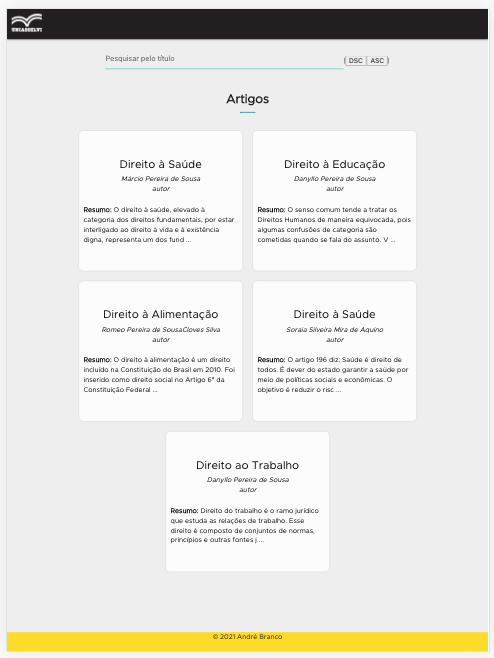 UNIASSELVI
Pesquisar pelo título
DSC ASC
Artigos
Direito à Saúde
Márcio Pereira de Sousa
autor
Resumo: O direito à saúde, elevado à
categoria dos direitos fundamentais, por estar
interligado ao direito à vida e à existência
digna, representa um dos fund ...
Direito à Educação
Danyllo Pereira de Sousa
autor
Resumo: O senso comum tende a tratar os
Direitos Humanos de maneira equivocada, pois
algumas confusões de categoria são
cometidas quando se fala do assunto. V ...
Direito à Alimentação
Romeo Pereira de SousaCloves Silva
autor
Resumo: O direito à alimentação é um direito
incluído na Constituição do Brasil em 2010. Foi
inserido como direito social no Artigo 6º da
Constituição Federal ...
Direito à Saúde
Soraia Silveira Mira de Aquino
autor
Resumo: O artigo 196 diz: Saúde é direito de
todos. É dever do estado garantir a saúde por
meio de políticas sociais e econômicas. O
objetivo é reduzir o risc ...
Direito ao Trabalho
Danyllo Pereira de Sousa
autor
Resumo: Direito do trabalho é o ramo jurídico
que estuda as relações de trabalho. Esse
direito é composto de conjuntos de normas,
princípios e outras fontes j ...
© 2021 André Branco